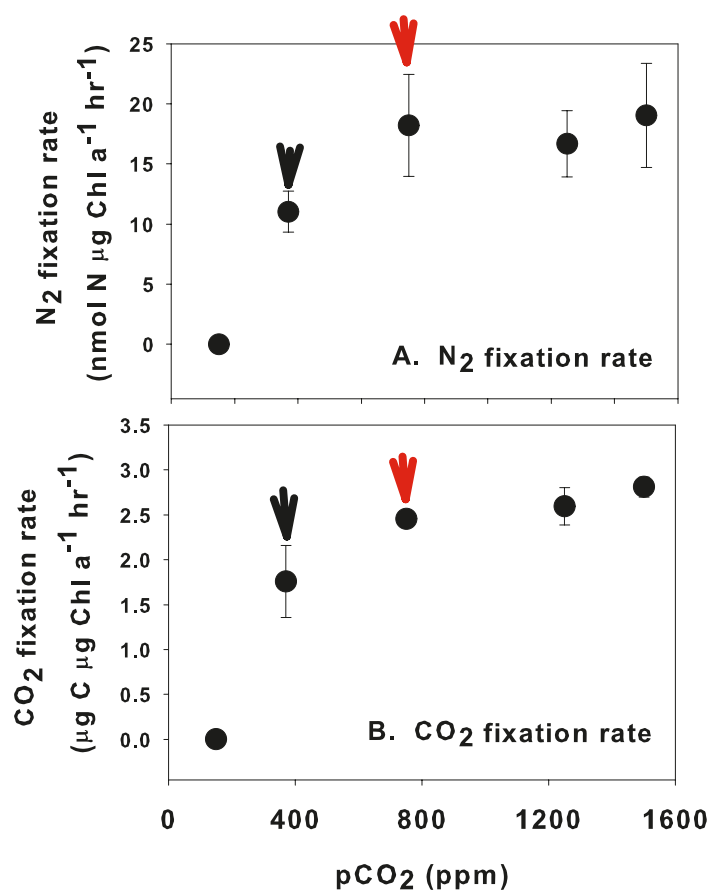 25
20
15
10
5
0
N2 fixation rate
(nmol N µg Chl a-1 hr-1)
A. N2 fixation rate
3.5
3.0
2.5
2.0
1.5
1.0
0.5
0.0
CO2 fixation rate
(µg C µg Chl a-1 hr-1)
B. CO2 fixation rate
0 400 800 1200 1600
pCO2 (ppm)